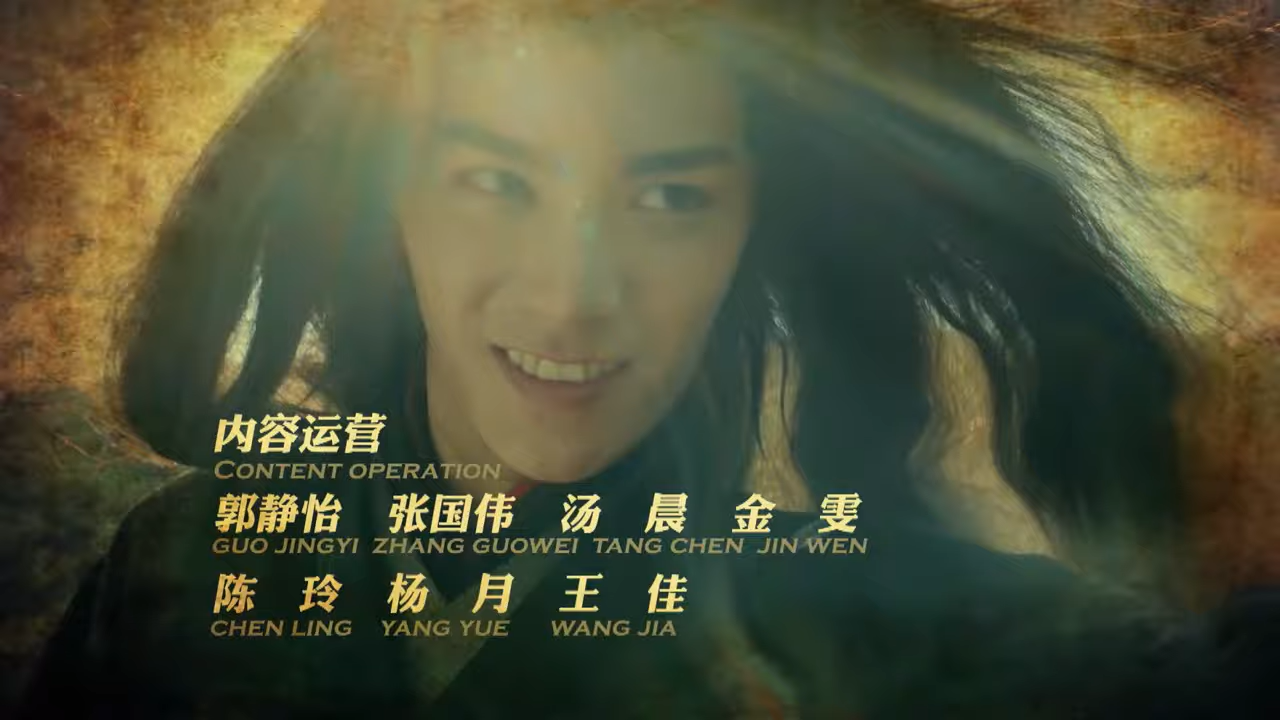 内容运营
CONTENT OPERATION
郭静怡 张国伟 汤晨 金雯
GUO JINGYI ZHANG GUOWEI TANG CHEN JIN WEN
陈玲 杨月 王佳
CHEN LING YANG YUE WANG JIA